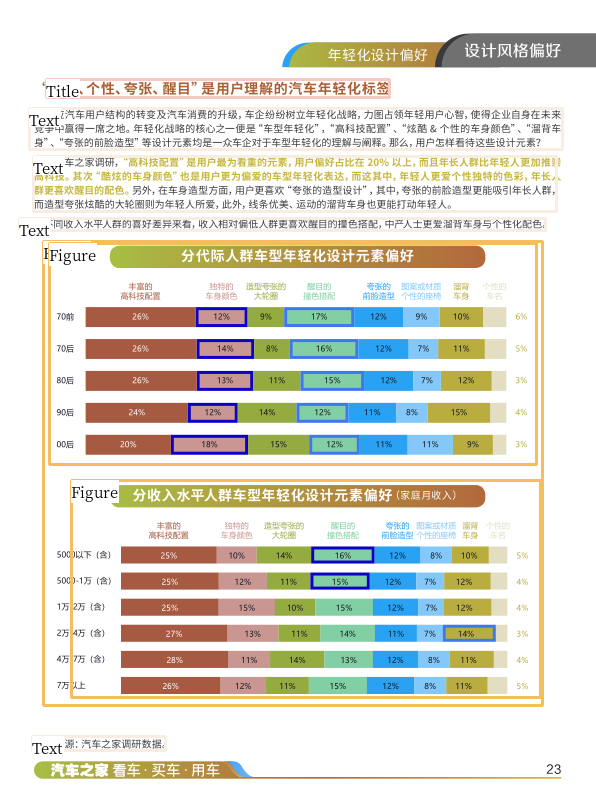 年轻化设计偏好
设计风格偏好
Title
、个性、夸张、醒目”是用户理解的汽车年轻化标签
Text
汽车用户结构的转变及汽车消费的升级，车企纷纷树立年轻化战略，力图占领年轻用户心智，使得企业自身在未来
竞争中赢得一席之地。年轻化战略的核心之一便是“车型年轻化”，“高科技配置”、“炫酷 & 个性的车身颜色”、“溜背车
身”、“夸张的前脸造型”等设计元素均是一众车企对于车型年轻化的理解与阐释。那么，用户怎样看待这些设计元素？
Text
车之家调研，“高科技配置”是用户最为看重的元素，用户偏好占比在 20% 以上，而且年长人群比年轻人更加推崇
高科技。其次“酷炫的车身颜色”也是用户更为偏爱的车型年轻化表达，而这其中，年轻人更爱个性独特的色彩，年长人
群更喜欢醒目的配色。另外，在车身造型方面，用户更喜欢“夸张的造型设计”，其中，夸张的前脸造型更能吸引年长人群，
而造型夸张炫酷的大轮圈则为年轻人所爱，此外，线条优美、运动的溜背车身也更能打动年轻人。
Text
不同收入水平人群的喜好差异来看，收入相对偏低人群更喜欢醒目的撞色搭配，中产人士更爱溜背车身与个性化配色。
Figure
分代际人群车型年轻化设计元素偏好
丰富的 独特的 造型夸张的 醒目的 夸张的 图案或材质 溜背 个性的
高科技配置 车身颜色 大轮圈 撞色搭配 前脸造型 个性的座椅 车身 车名
70前 26% 12% 9% 17% 12% 9% 10% 6%
70后 26% 14% 8% 16% 12% 7% 11% 5%
80后 26% 13% 11% 15% 12% 7% 12% 3%
90后 24% 12% 14% 12% 11% 8% 15% 4%
00后 20% 18% 15% 12% 11% 11% 9% 3%
Figure
分收入水平人群车型年轻化设计元素偏好（家庭月收入）
丰富的 独特的 造型夸张的 醒目的 夸张的 图案或材质 溜背 个性的
高科技配置 车身颜色 大轮圈 撞色搭配 前脸造型 个性的座椅 车身 车名
5000以下（含） 25% 10% 14% 16% 12% 8% 10% 5%
5000-1万（含） 25% 12% 11% 15% 12% 7% 12% 4%
1万-2万（含） 25% 15% 10% 15% 12% 7% 12% 4%
2万-4万（含） 27% 13% 11% 14% 11% 7% 14% 3%
4万-7万（含） 28% 11% 14% 13% 12% 8% 11% 4%
7万以上 26% 12% 11% 15% 12% 8% 11% 5%
Text
源：汽车之家调研数据。
汽车之家 看车 · 买车 · 用车
23